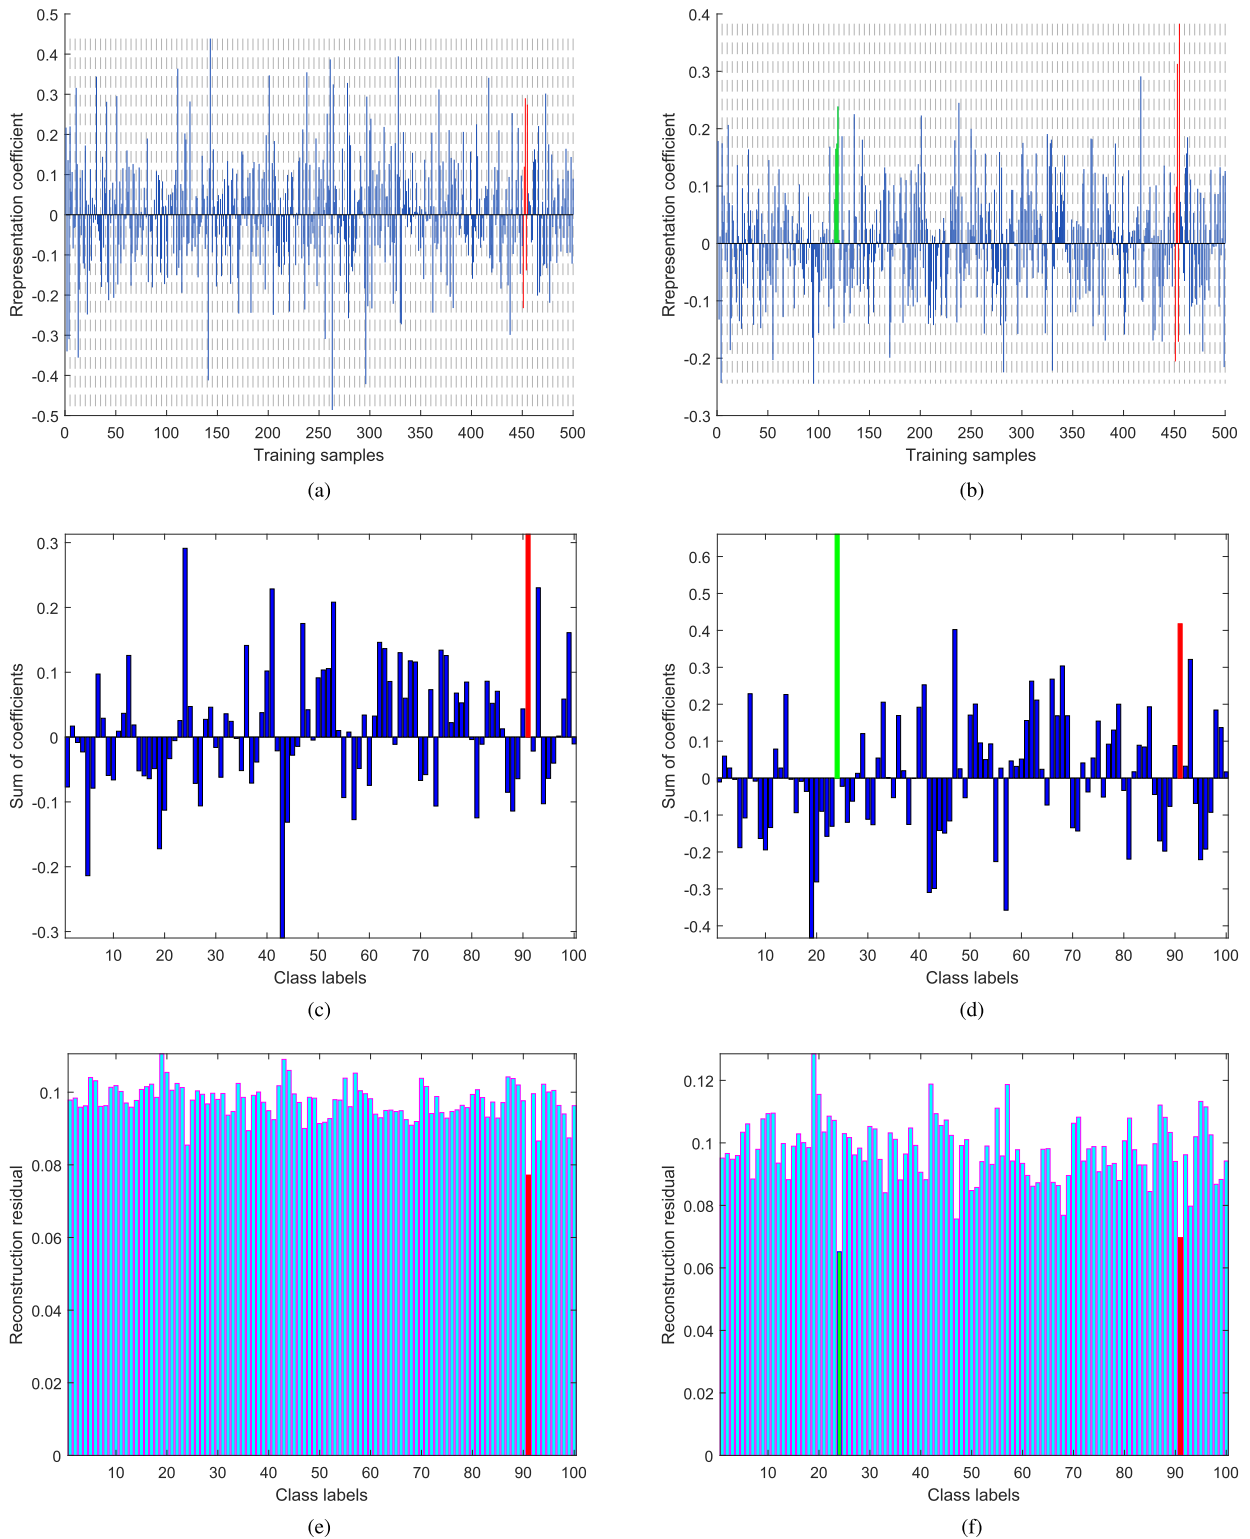 0.5
0.4
0.3
0.2
0.1
0
-0.1
-0.2
-0.3
-0.4
-0.5
Rrepresentation coefficient
0 50 100 150 200 250 300 350 400 450 500
Training samples
(a)
0.4
0.3
0.2
0.1
0
-0.1
-0.2
-0.3
Rrepresentation coefficient
0 50 100 150 200 250 300 350 400 450 500
Training samples
(b)
0.3
0.2
0.1
0
-0.1
-0.2
-0.3
Sum of coefficients
10 20 30 40 50 60 70 80 90 100
Class labels
(c)
0.6
0.5
0.4
0.3
0.2
0.1
0
-0.1
-0.2
-0.3
-0.4
Sum of coefficients
10 20 30 40 50 60 70 80 90 100
Class labels
(d)
0.1
0.08
0.06
0.04
0.02
0
Reconstruction residual
10 20 30 40 50 60 70 80 90 100
Class labels
(e)
0.12
0.1
0.08
0.06
0.04
0.02
0
Reconstruction residual
10 20 30 40 50 60 70 80 90 100
Class labels
(f)